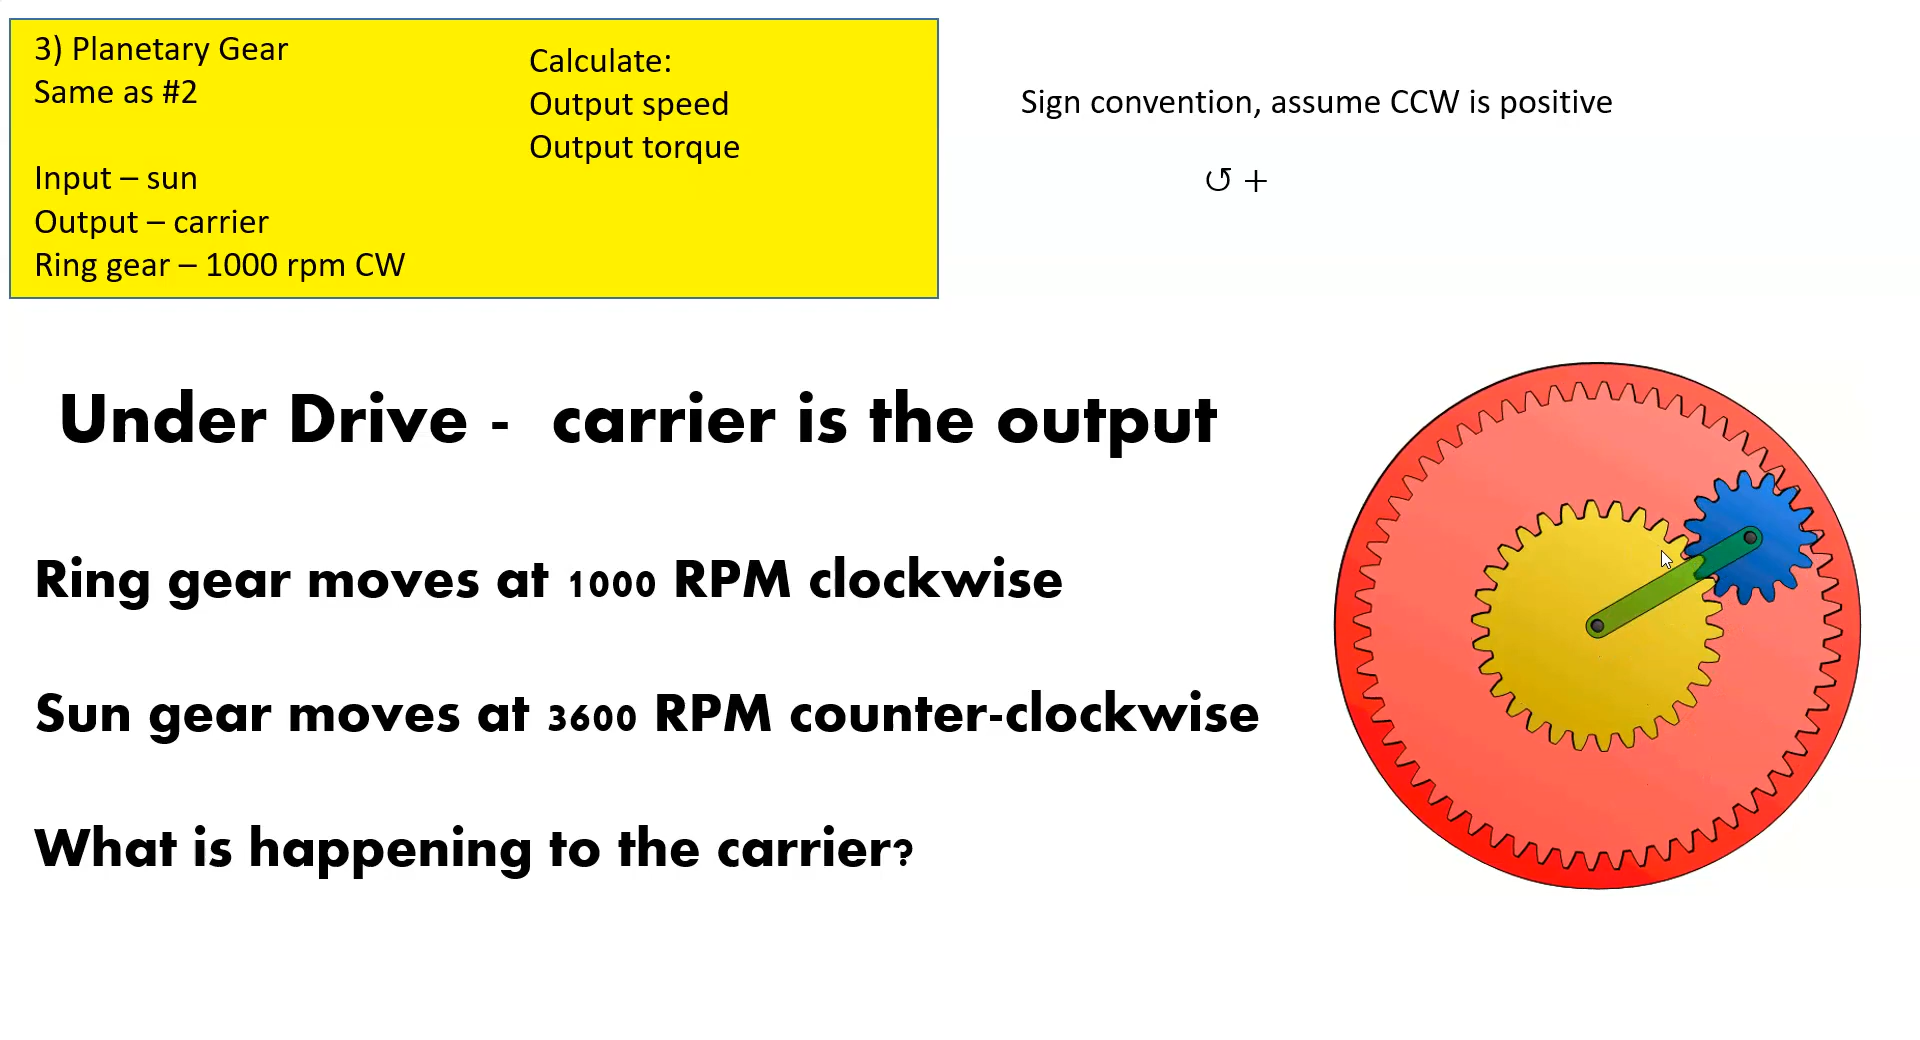 3) Planetary Gear
Same as #2
Input – sun
Output – carrier
Ring gear – 1000 rpm CW
Calculate:
Output speed
Output torque
Sign convention, assume CCW is positive
↺ +
Under Drive - carrier is the output
Ring gear moves at 1000 RPM clockwise
Sun gear moves at 3600 RPM counter-clockwise
What is happening to the carrier?